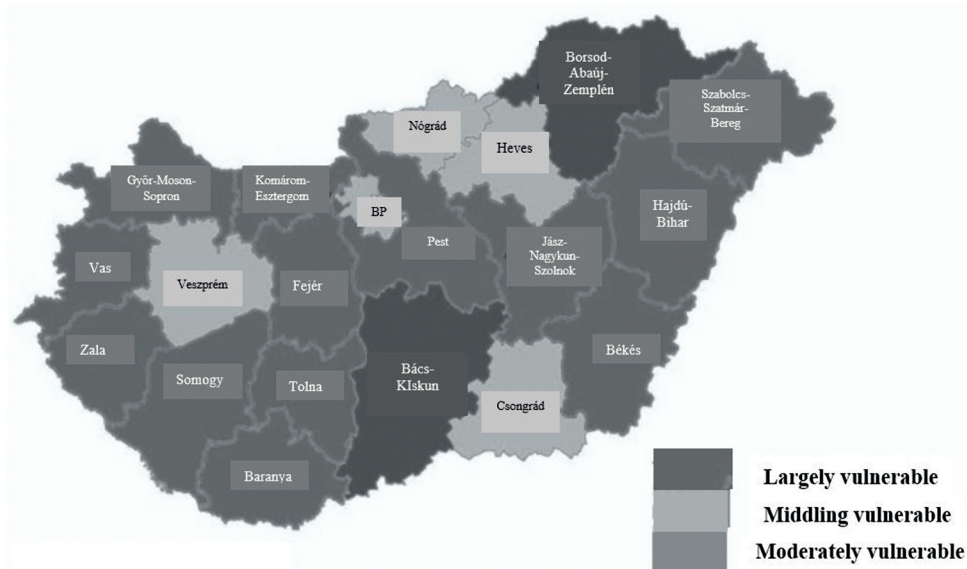 Borsod-
Abaúj-
Zemplén
Szabolcs-
Szatmár-
Bereg
Nógrád
Heves
Győr-Moson-
Sopron
Komárom-
Esztergom
BP
Hajdú-
Bihar
Pest
Jász-
Nagykun-
Szolnok
Vas
Veszprém
Fejér
Zala
Somogy
Tolna
Bács-
KIskun
Békés
Csongrád
Baranya
Largely vulnerable
Middling vulnerable
Moderately vulnerable